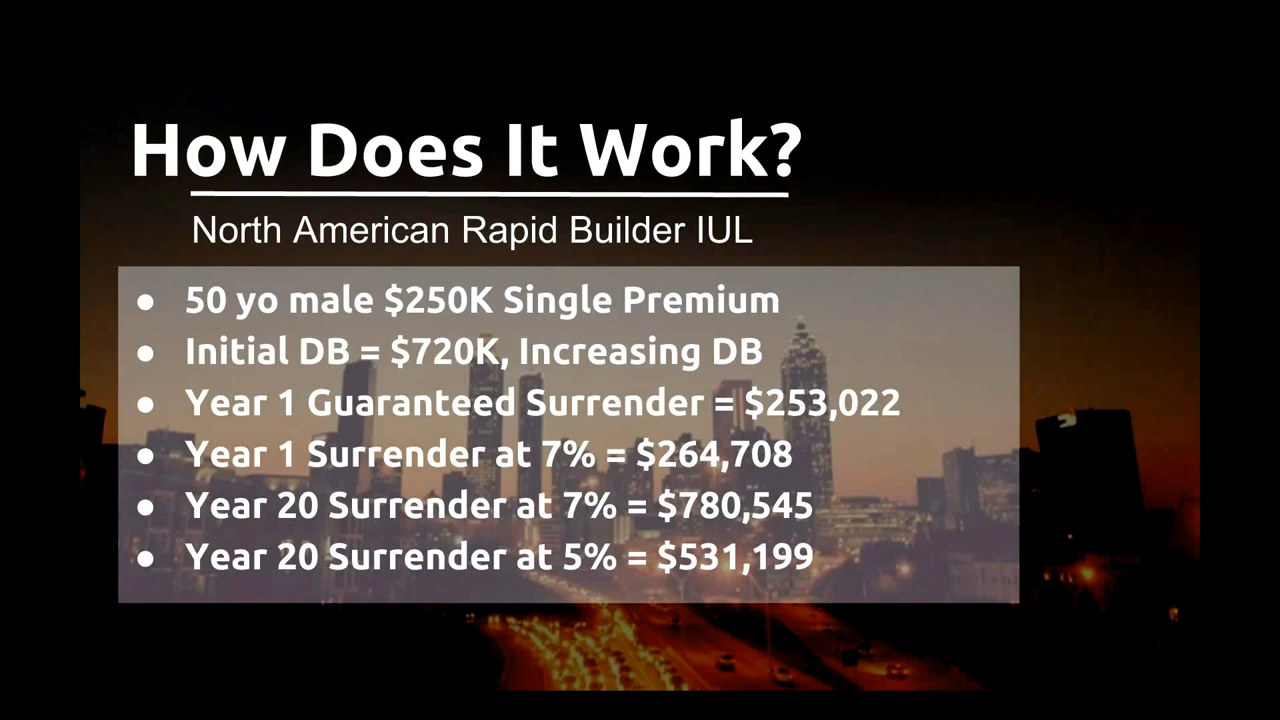 How Does It Work?
North American Rapid Builder IUL
● 50 yo male $250K Single Premium
● Initial DB = $720K, Increasing DB
● Year 1 Guaranteed Surrender = $253,022
● Year 1 Surrender at 7% = $264,708
● Year 20 Surrender at 7% = $780,545
● Year 20 Surrender at 5% = $531,199